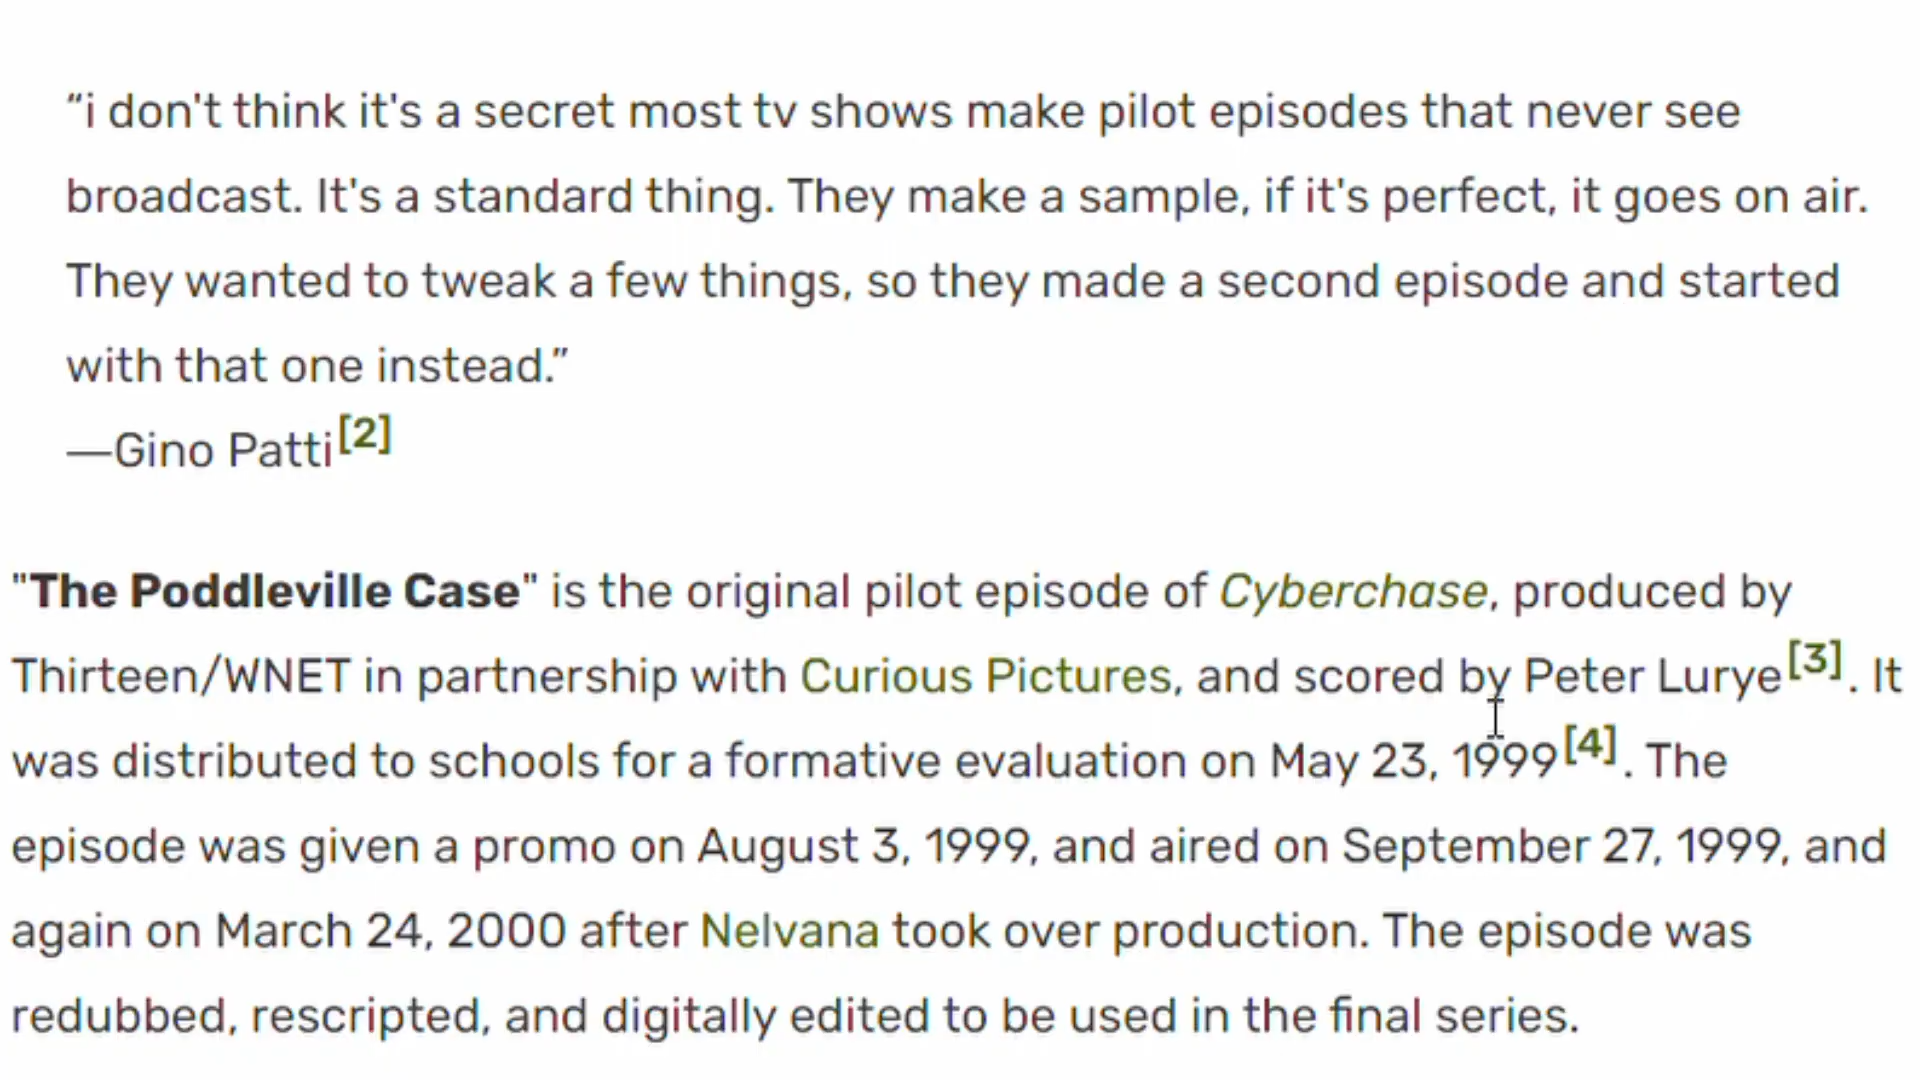 “i don't think it's a secret most tv shows make pilot episodes that never see
broadcast. It's a standard thing. They make a sample, if it's perfect, it goes on air.
They wanted to tweak a few things, so they made a second episode and started
with that one instead.”
—Gino Patti[2]
"The Poddleville Case" is the original pilot episode of Cyberchase, produced by
Thirteen/WNET in partnership with Curious Pictures, and scored by Peter Lurye[3]. It
was distributed to schools for a formative evaluation on May 23, 1999[4]. The
episode was given a promo on August 3, 1999, and aired on September 27, 1999, and
again on March 24, 2000 after Nelvana took over production. The episode was
redubbed, rescripted, and digitally edited to be used in the final series.